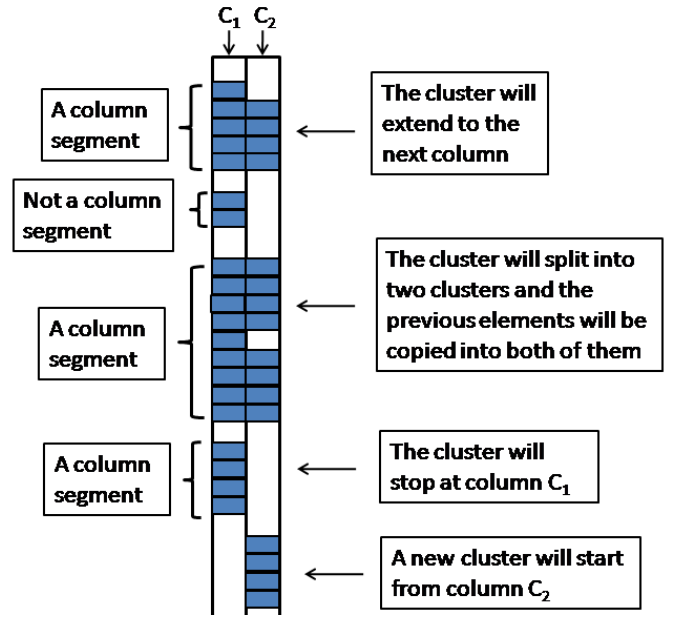 C₁ C₂
A column
segment
The cluster will
extend to the
next column
Not a column
segment
The cluster will split into
two clusters and the
previous elements will be
copied into both of them
A column
segment
The cluster will
stop at column C₁
A column
segment
A new cluster will start
from column C₂